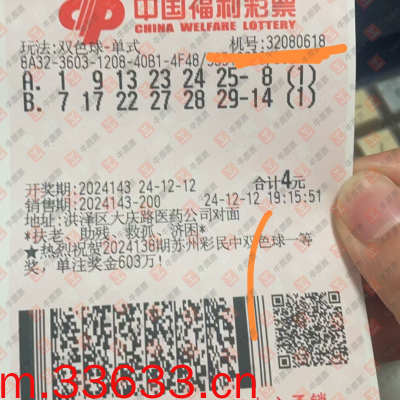 中国福利彩票
CHINA WELFARE LOTTERY
玩法:双色球-单式 机号:32080618
8A32-3603-1208-40B1-4F48/
A. 1 9 13 23 24 25- 8 (1)
B. 7 17 22 27 28 29-14 (1)
开奖期:2024143 24-12-12 合计4元
销售期:2024143-200 24-12-12 19:15:51
地址:洪泽区大庆路医药公司对面
*扶老、助残、救孤、济困*
★热烈祝贺2024138期苏州彩民中双色球一等
奖，单注奖金603万!
m.33633.cn